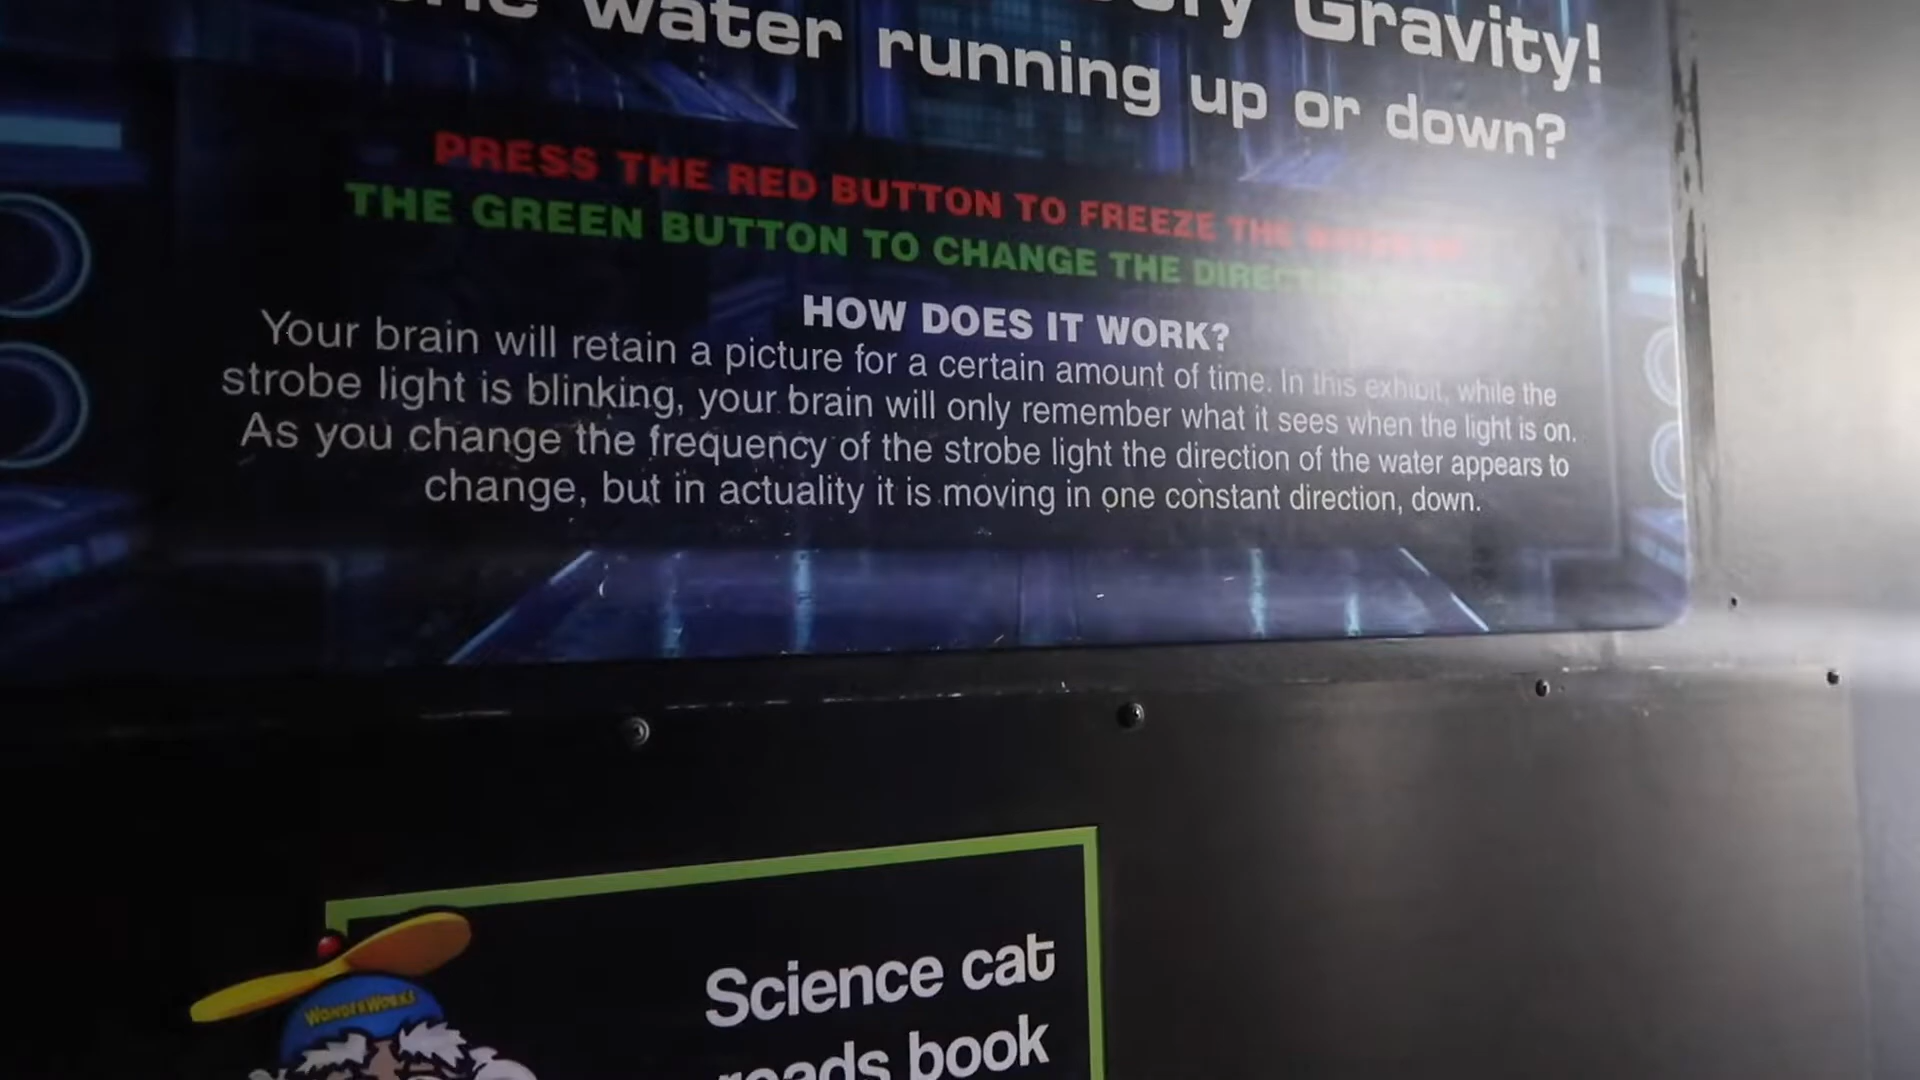 Gravity!
water running up or down?
PRESS THE RED BUTTON TO FREEZE THE
THE GREEN BUTTON TO CHANGE THE
HOW DOES IT WORK?
Your brain will retain a picture for a certain amount of time. In this exhibit, while the
strobe light is blinking, your brain will only remember what it sees when the light is on.
As you change the frequency of the strobe light the direction of the water appears to
change, but in actuality it is moving in one constant direction, down.
WONDERWORKS
Science cat
reads book